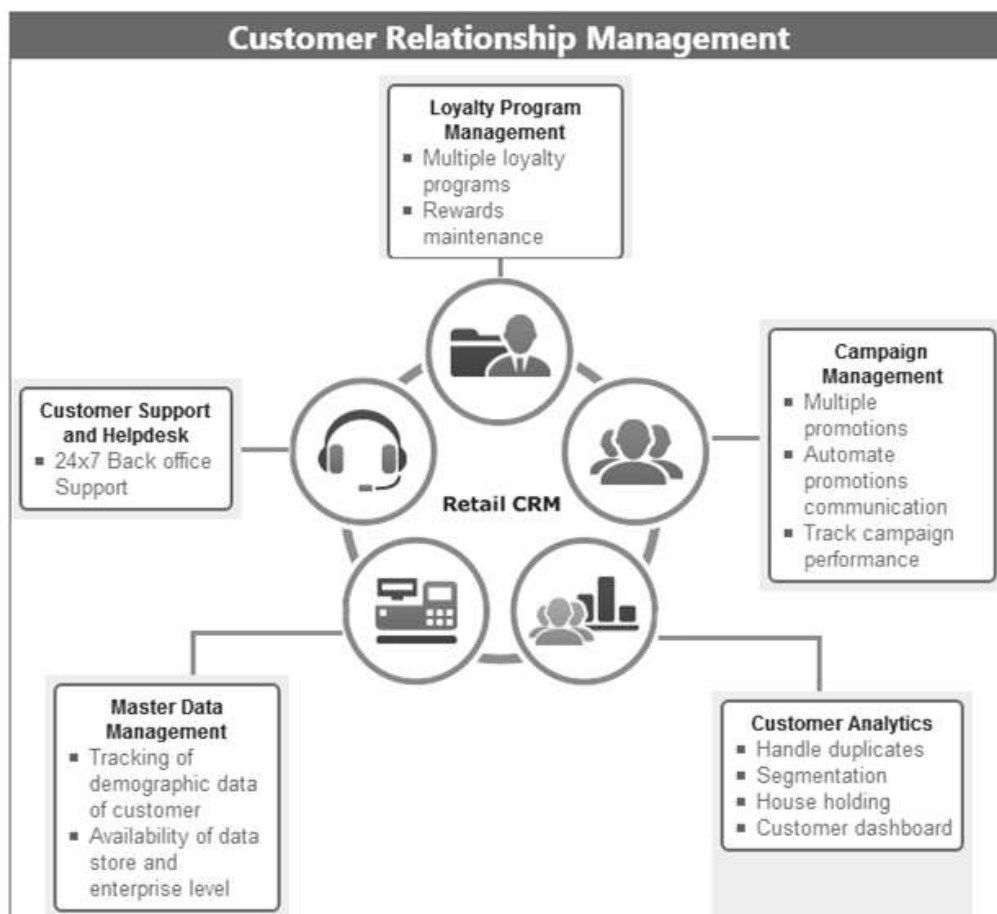 Customer Relationship Management
Loyalty Program
Management
▪ Multiple loyalty
programs
▪ Rewards
maintenance
Campaign
Management
▪ Multiple
promotions
▪ Automate
promotions
communication
▪ Track campaign
performance
Customer Support
and Helpdesk
▪ 24x7 Back office
Support
Retail CRM
Master Data
Management
▪ Tracking of
demographic data
of customer
▪ Availability of data
store and
enterprise level
Customer Analytics
▪ Handle duplicates
▪ Segmentation
▪ House holding
▪ Customer dashboard